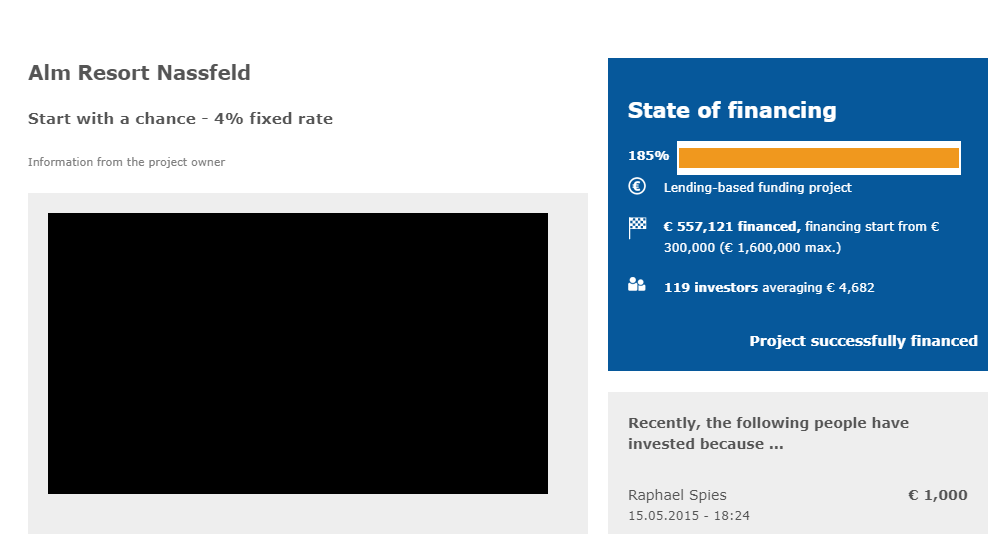 Alm Resort Nassfeld
Start with a chance - 4% fixed rate
Information from the project owner
State of financing
185%
Lending-based funding project
€ 557,121 financed, financing start from €
300,000 (€ 1,600,000 max.)
119 investors averaging € 4,682
Project successfully financed
Recently, the following people have
invested because ...
Raphael Spies € 1,000
15.05.2015 - 18:24